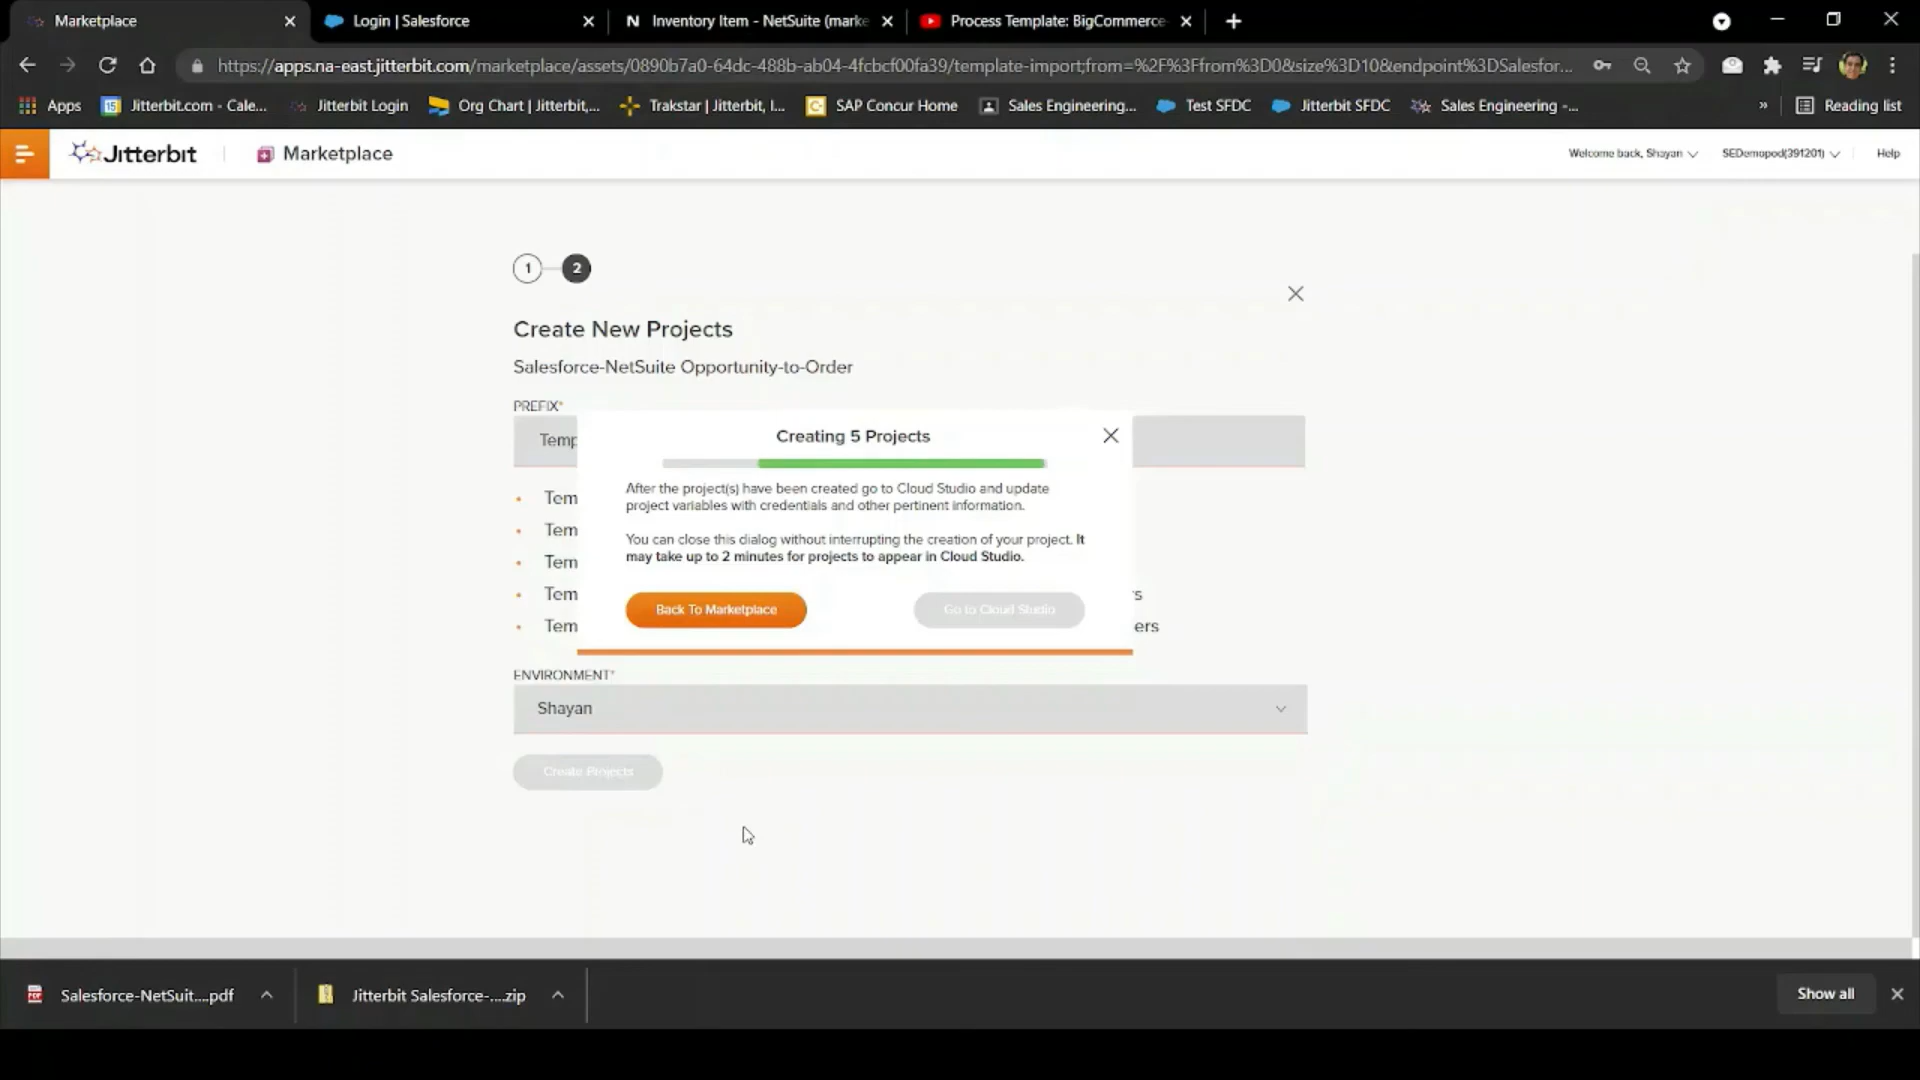 Marketplace
Login | Salesforce
N Inventory Item - NetSuite (marke
Process Template: BigCommerce-
https://apps.na-east.jitterbit.com/marketplace/assets/0890b7a0-64dc-488b-ab04-4fcbcf00fa39/template-import;from=%2F%3Ffrom%3D0&size%3D10&endpoint%3DSalesfor...
Apps
15 Jitterbit.com - Cale...
Jitterbit Login
Org Chart | Jitterbit,...
Trakstar | Jitterbit, I...
C SAP Concur Home
Sales Engineering...
Test SFDC
Jitterbit SFDC
Sales Engineering -...
»
Reading list
Jitterbit
Marketplace
Welcome back, Shayan
SEDemopod(391201)
Help
1
2
Create New Projects
Salesforce-NetSuite Opportunity-to-Order
PREFIX*
Temp
Creating 5 Projects
After the project(s) have been created go to Cloud Studio and update
project variables with credentials and other pertinent information.
You can close this dialog without interrupting the creation of your project. It
may take up to 2 minutes for projects to appear in Cloud Studio.
Back To Marketplace
Go to Cloud Studio
• Tem
• Tem
• Tem
• Tem rs
• Tem ers
ENVIRONMENT*
Shayan
Create Projects
PDF Salesforce-NetSuit....pdf
Jitterbit Salesforce-....zip
Show all